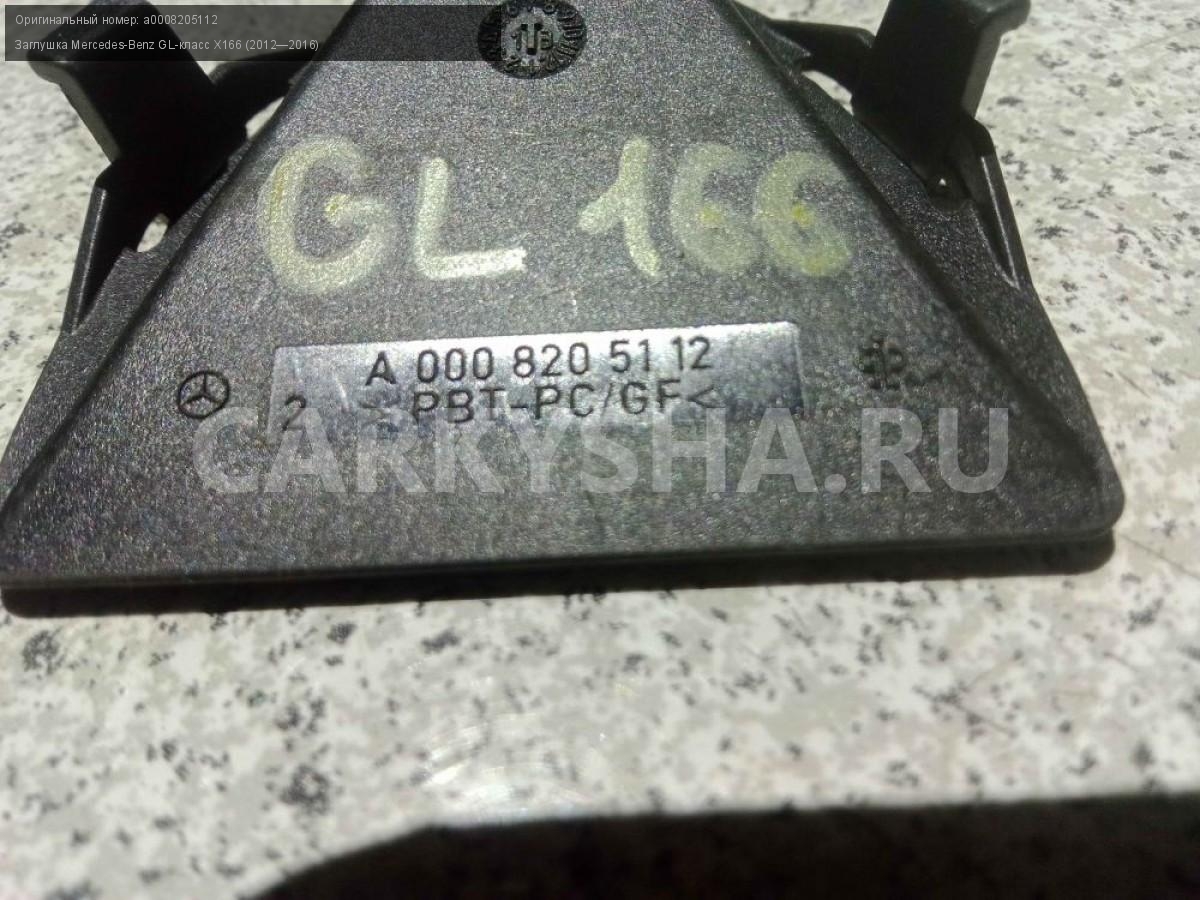 Оригинальный номер: a0008205112
Заглушка Mercedes-Benz GL-класс X166 (2012—2016)
GL 166
A 000 820 51 12
2 >PBT-PC/GF<
CARKYSHA.RU